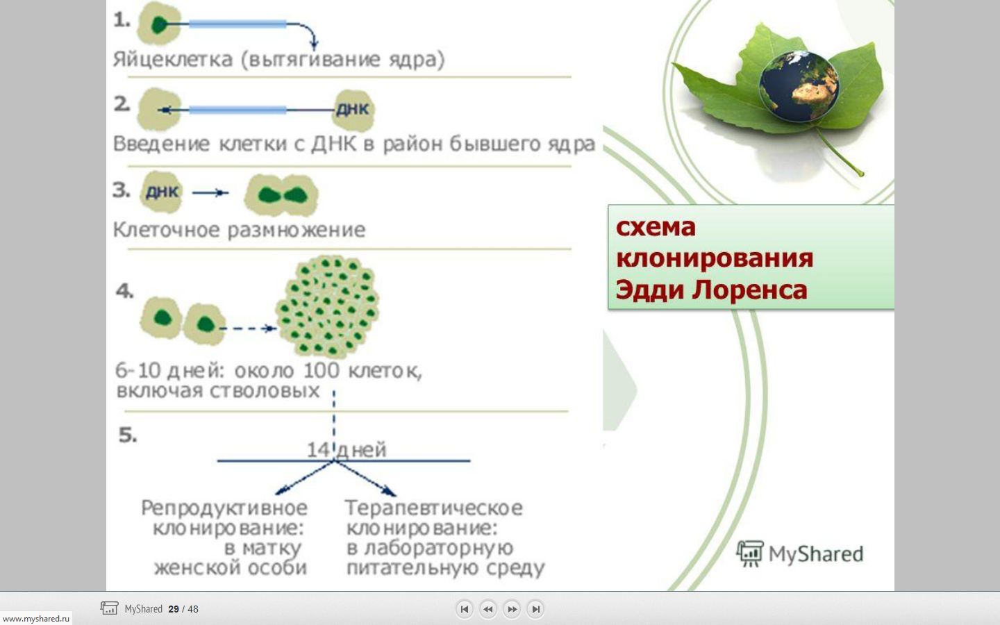 1.
Яйцеклетка (вытягивание ядра)
2.
ДНК
Введение клетки с ДНК в район бывшего ядра
3.
ДНК
Клеточное размножение
4.
6-10 дней: около 100 клеток,
включая стволовых
5.
14 дней
Репродуктивное
клонирование:
в матку
женской особи
Терапевтическое
клонирование:
в лабораторную
питательную среду
схема
клонирования
Эдди Лоренса
MyShared
MyShared 29 / 48
www.myshared.ru